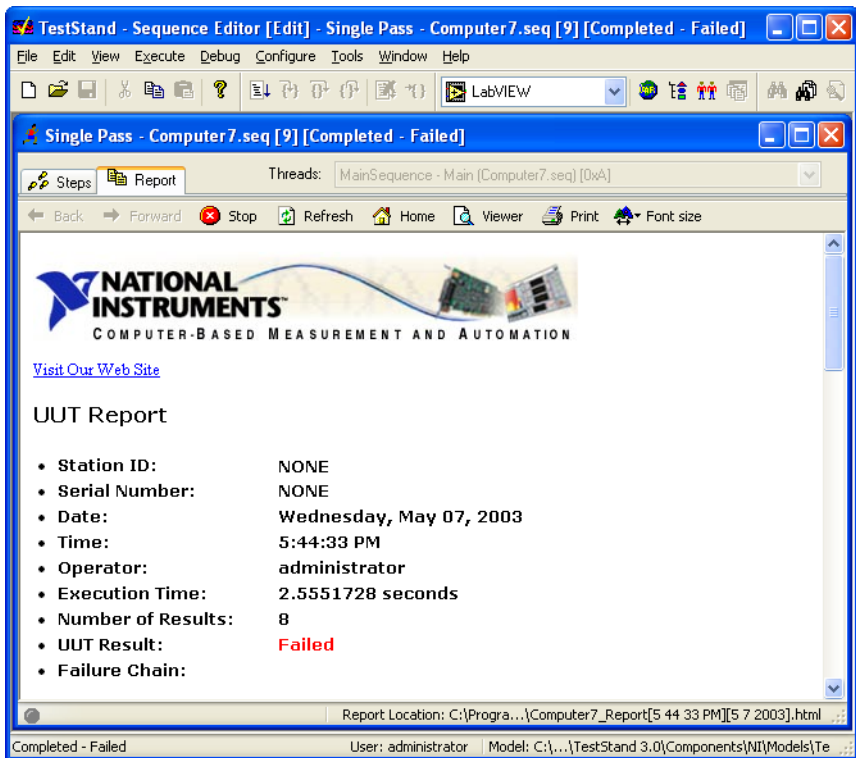 TestStand - Sequence Editor [Edit] - Single Pass - Computer7.seq [9] [Completed - Failed]
File Edit View Execute Debug Configure Tools Window Help
LabVIEW
Single Pass - Computer7.seq [9] [Completed - Failed]
Steps Report Threads: MainSequence - Main (Computer7.seq) [0xA]
Back Forward Stop Refresh Home Viewer Print Font size
NATIONAL
INSTRUMENTS™
COMPUTER-BASED MEASUREMENT AND AUTOMATION
Visit Our Web Site
UUT Report
• Station ID: NONE
• Serial Number: NONE
• Date: Wednesday, May 07, 2003
• Time: 5:44:33 PM
• Operator: administrator
• Execution Time: 2.5551728 seconds
• Number of Results: 8
• UUT Result: Failed
• Failure Chain:
Report Location: C:\Progra...\Computer7_Report[5 44 33 PM][5 7 2003].html
Completed - Failed User: administrator Model: C:\...\TestStand 3.0\Components\NI\Models\Te